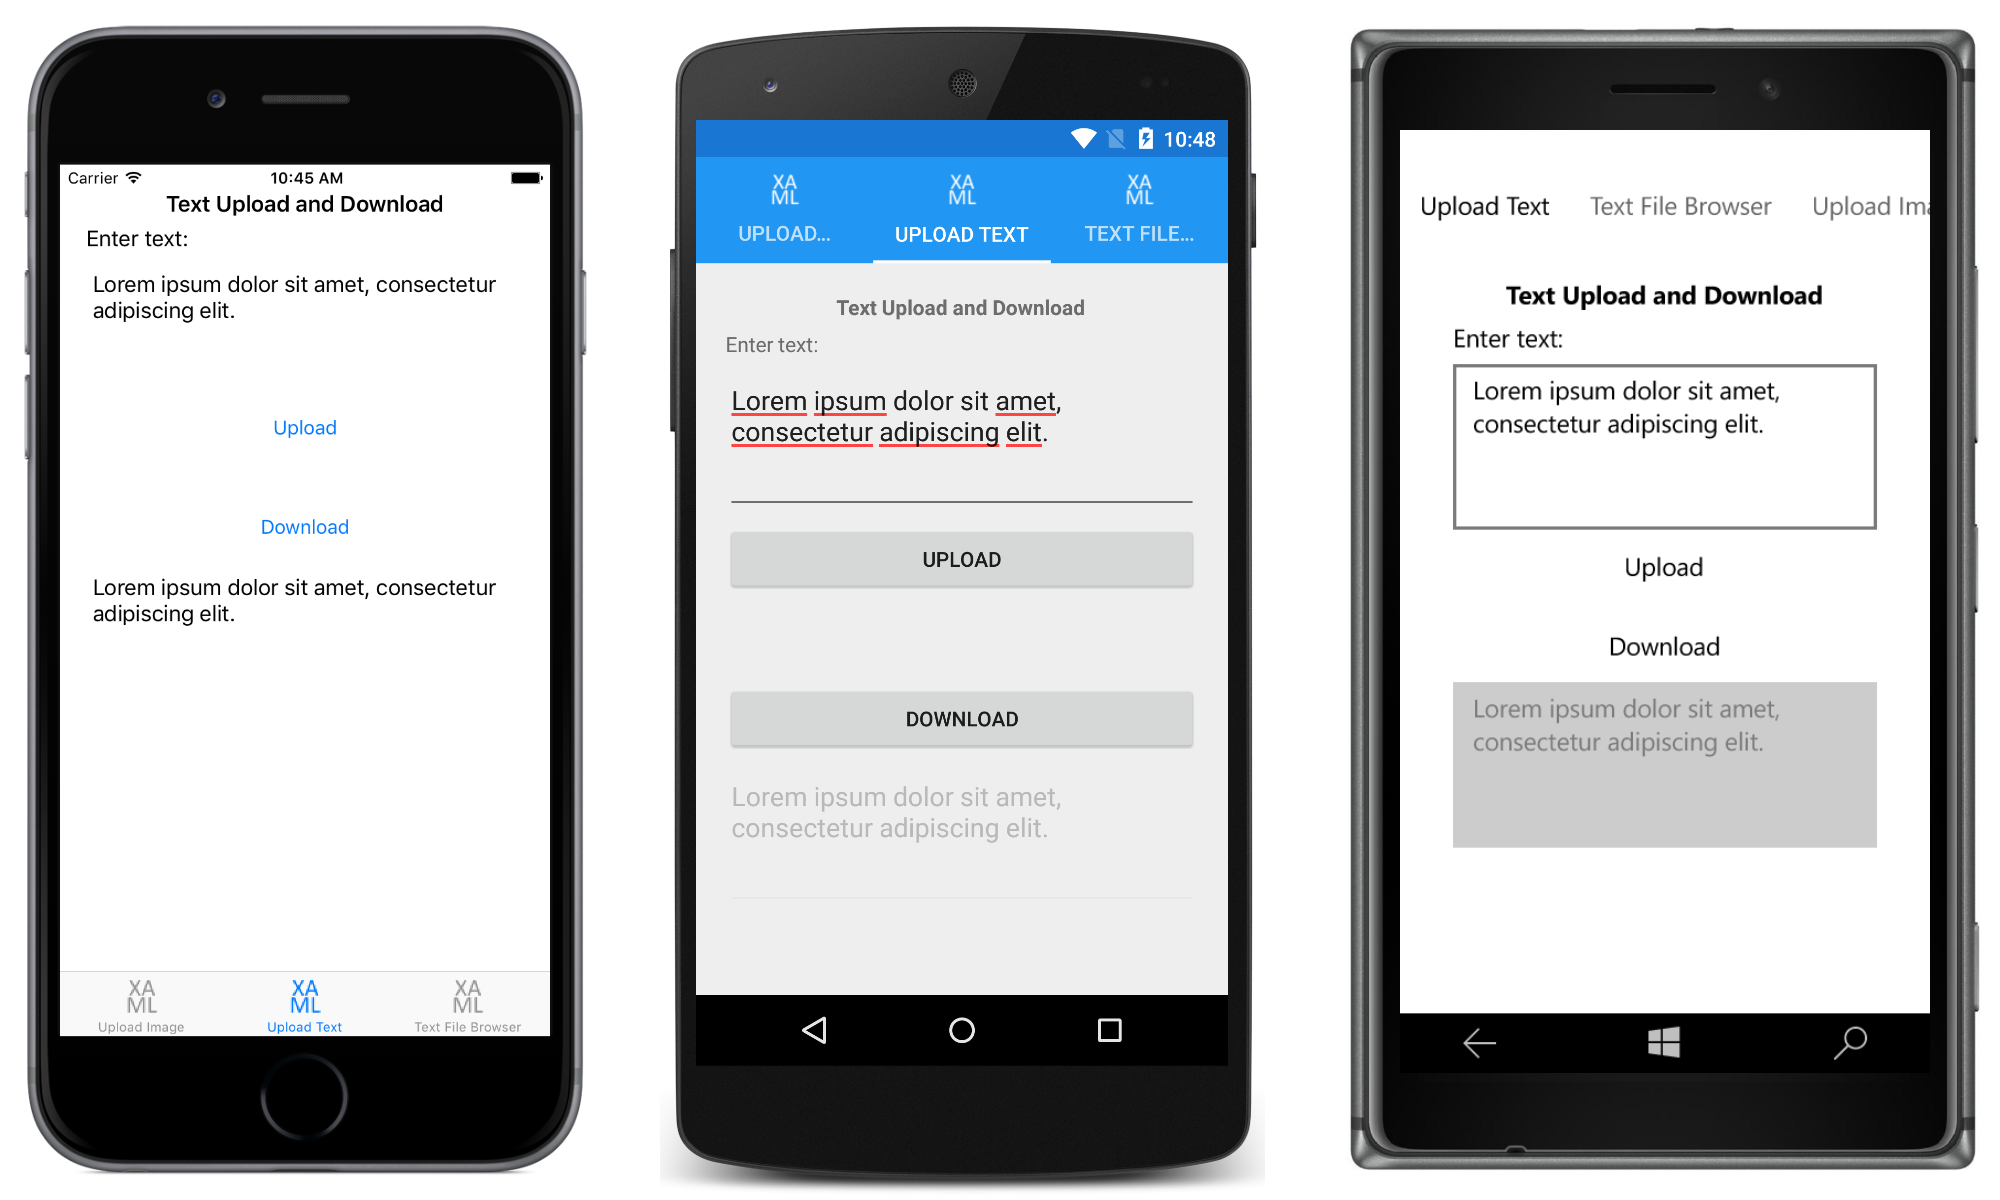 Carrier
10:45 AM
Text Upload and Download
Enter text:
Lorem ipsum dolor sit amet, consectetur
adipiscing elit.
Upload
Download
Lorem ipsum dolor sit amet, consectetur
adipiscing elit.
XA
ML
Upload Image
XA
ML
Upload Text
XA
ML
Text File Browser
10:48
XA
ML
UPLOAD...
XA
ML
UPLOAD TEXT
XA
ML
TEXT FILE...
Text Upload and Download
Enter text:
Lorem ipsum dolor sit amet,
consectetur adipiscing elit.
UPLOAD
DOWNLOAD
Lorem ipsum dolor sit amet,
consectetur adipiscing elit.
Upload Text Text File Browser Upload Ima
Text Upload and Download
Enter text:
Lorem ipsum dolor sit amet,
consectetur adipiscing elit.
Upload
Download
Lorem ipsum dolor sit amet,
consectetur adipiscing elit.